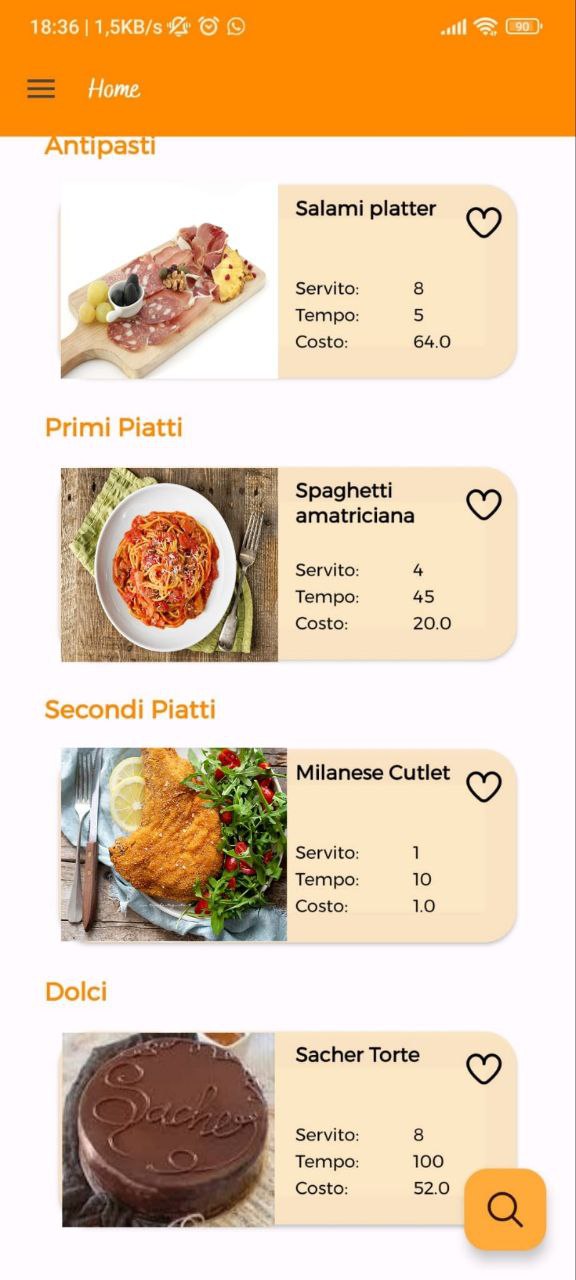 18:36 | 1,5KB/s
90
Home
Antipasti
Salami platter
Servito: 8
Tempo: 5
Costo: 64.0
Primi Piatti
Spaghetti
amatriciana
Servito: 4
Tempo: 45
Costo: 20.0
Secondi Piatti
Milanese Cutlet
Servito: 1
Tempo: 10
Costo: 1.0
Dolci
Sacher
Sacher Torte
Servito: 8
Tempo: 100
Costo: 52.0